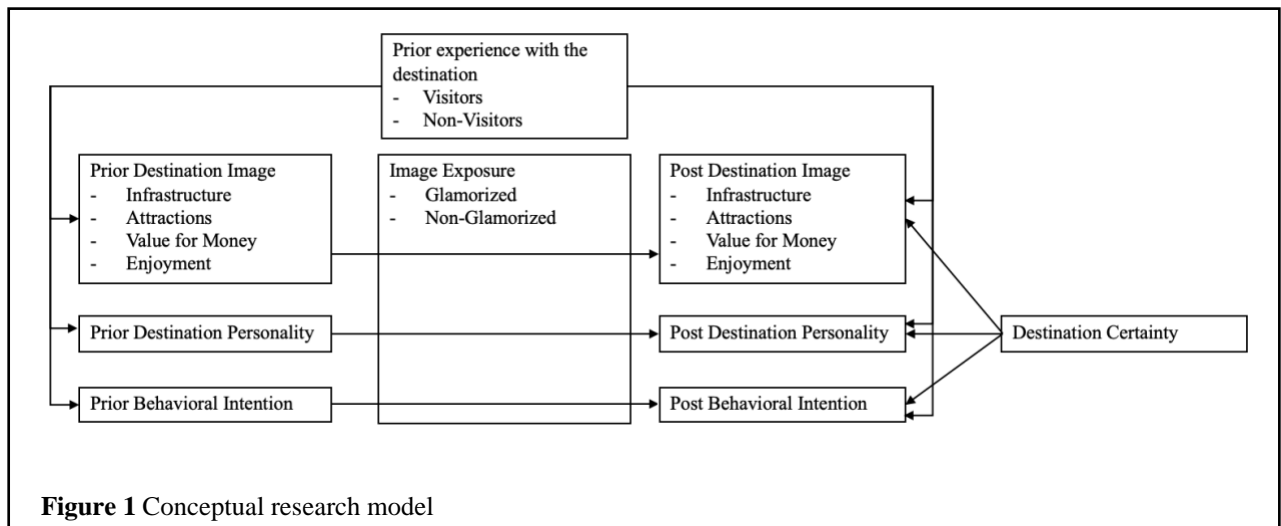 Prior experience with the
destination
- Visitors
- Non-Visitors
Prior Destination Image
- Infrastructure
- Attractions
- Value for Money
- Enjoyment
Image Exposure
- Glamorized
- Non-Glamorized
Post Destination Image
- Infrastructure
- Attractions
- Value for Money
- Enjoyment
Prior Destination Personality
Post Destination Personality
Destination Certainty
Prior Behavioral Intention
Post Behavioral Intention
Figure 1 Conceptual research model